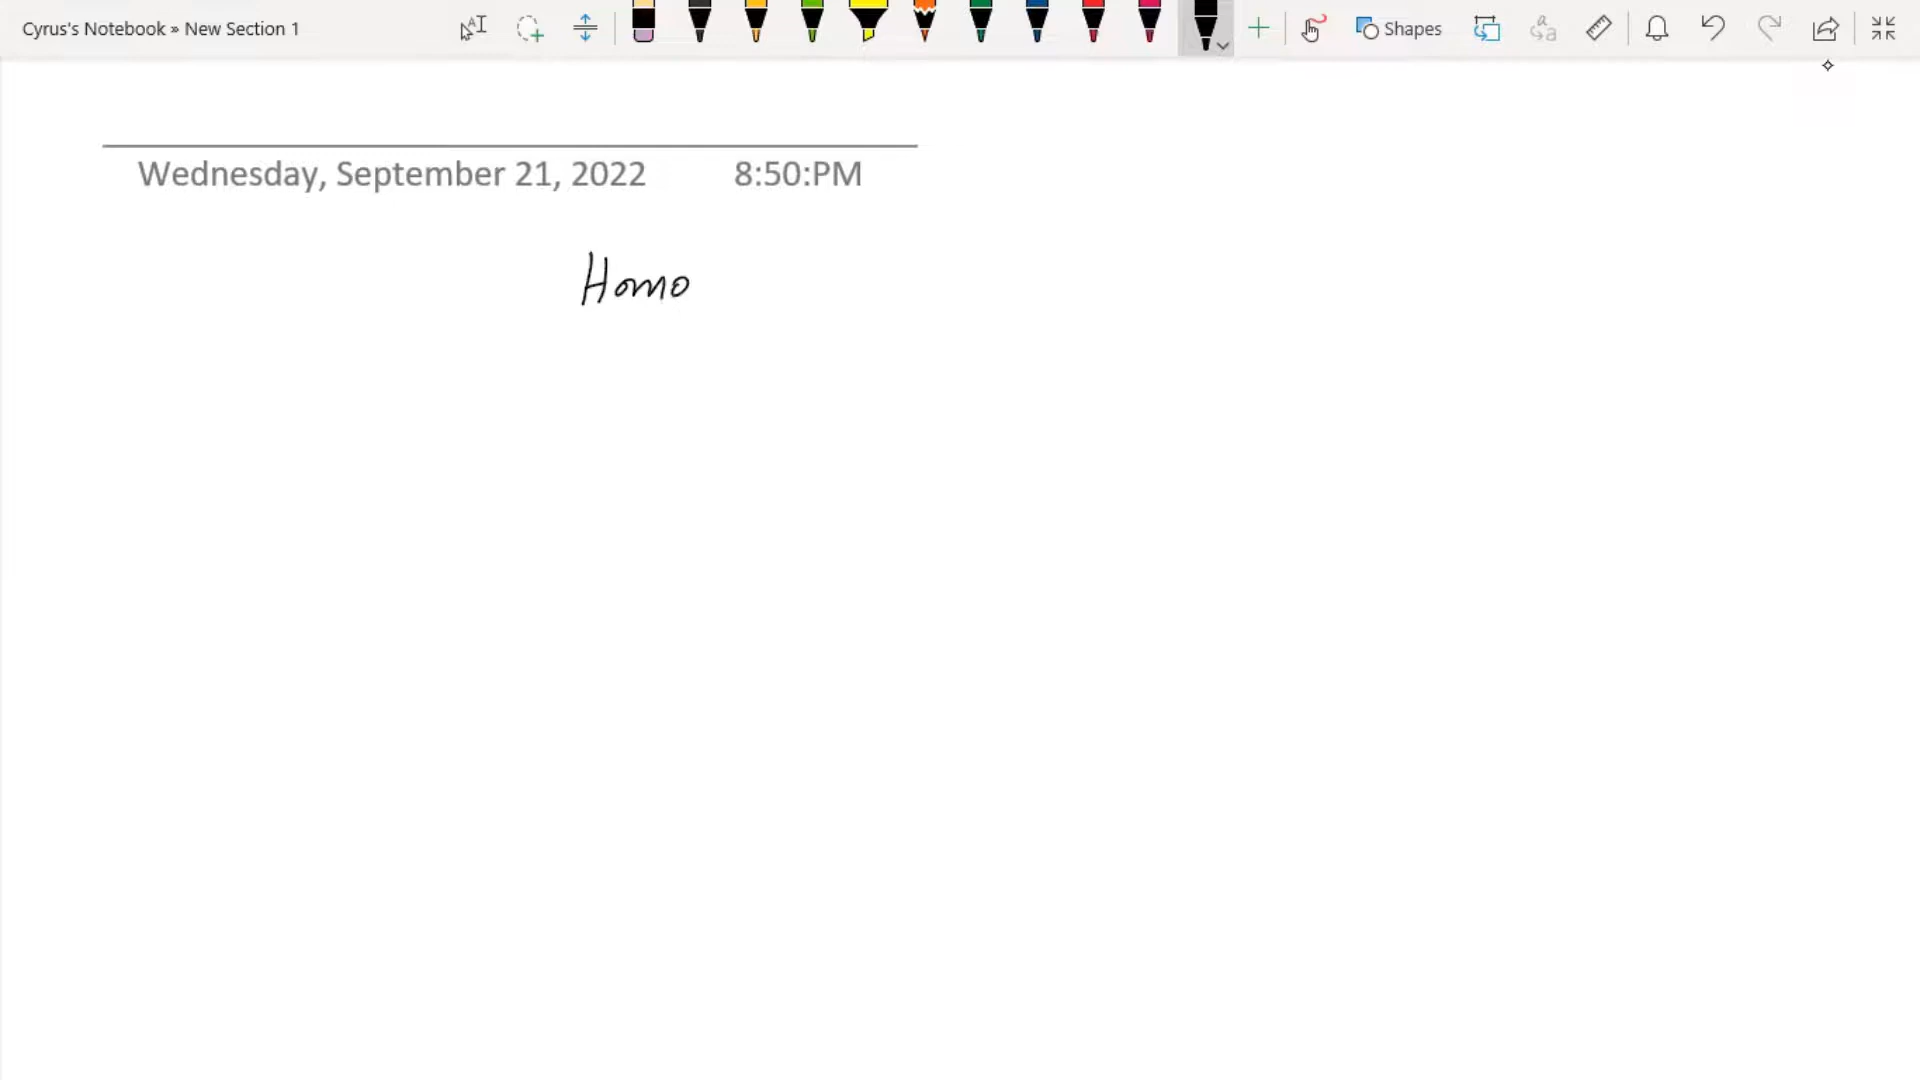 Cyrus's Notebook » New Section 1
Shapes
Wednesday, September 21, 2022 8:50:PM
Homo